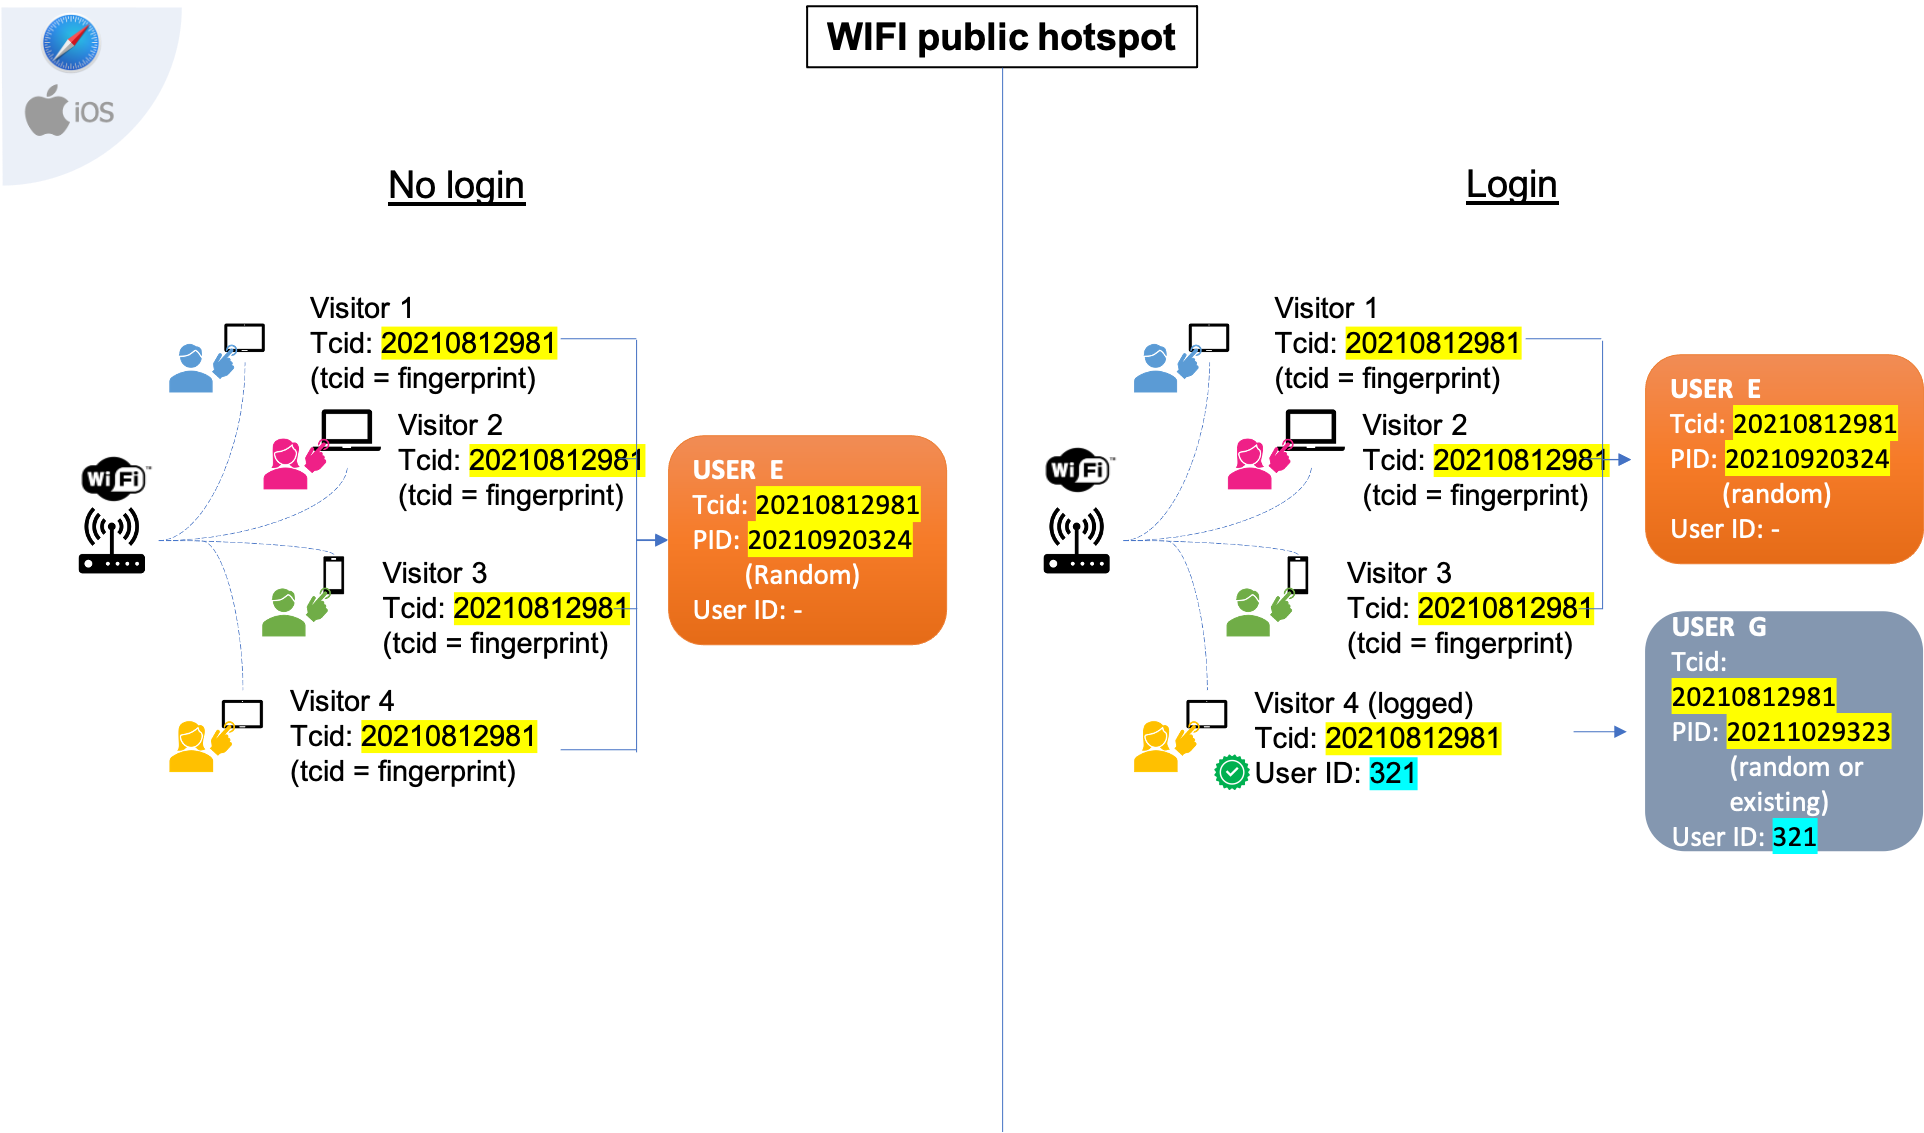 WIFI public hotspot
iOS
No login
Visitor 1
Tcid: 20210812981
(tcid = fingerprint)
Visitor 2
Tcid: 20210812981
(tcid = fingerprint)
WiFi™
Visitor 3
Tcid: 20210812981
(tcid = fingerprint)
Visitor 4
Tcid: 20210812981
(tcid = fingerprint)
USER E
Tcid: 20210812981
PID: 20210920324
(Random)
User ID: -
Login
Visitor 1
Tcid: 20210812981
(tcid = fingerprint)
Visitor 2
Tcid: 20210812981
(tcid = fingerprint)
WiFi™
Visitor 3
Tcid: 20210812981
(tcid = fingerprint)
Visitor 4 (logged)
Tcid: 20210812981
User ID: 321
USER E
Tcid: 20210812981
PID: 20210920324
(random)
User ID: -
USER G
Tcid:
20210812981
PID: 20211029323
(random or
existing)
User ID: 321